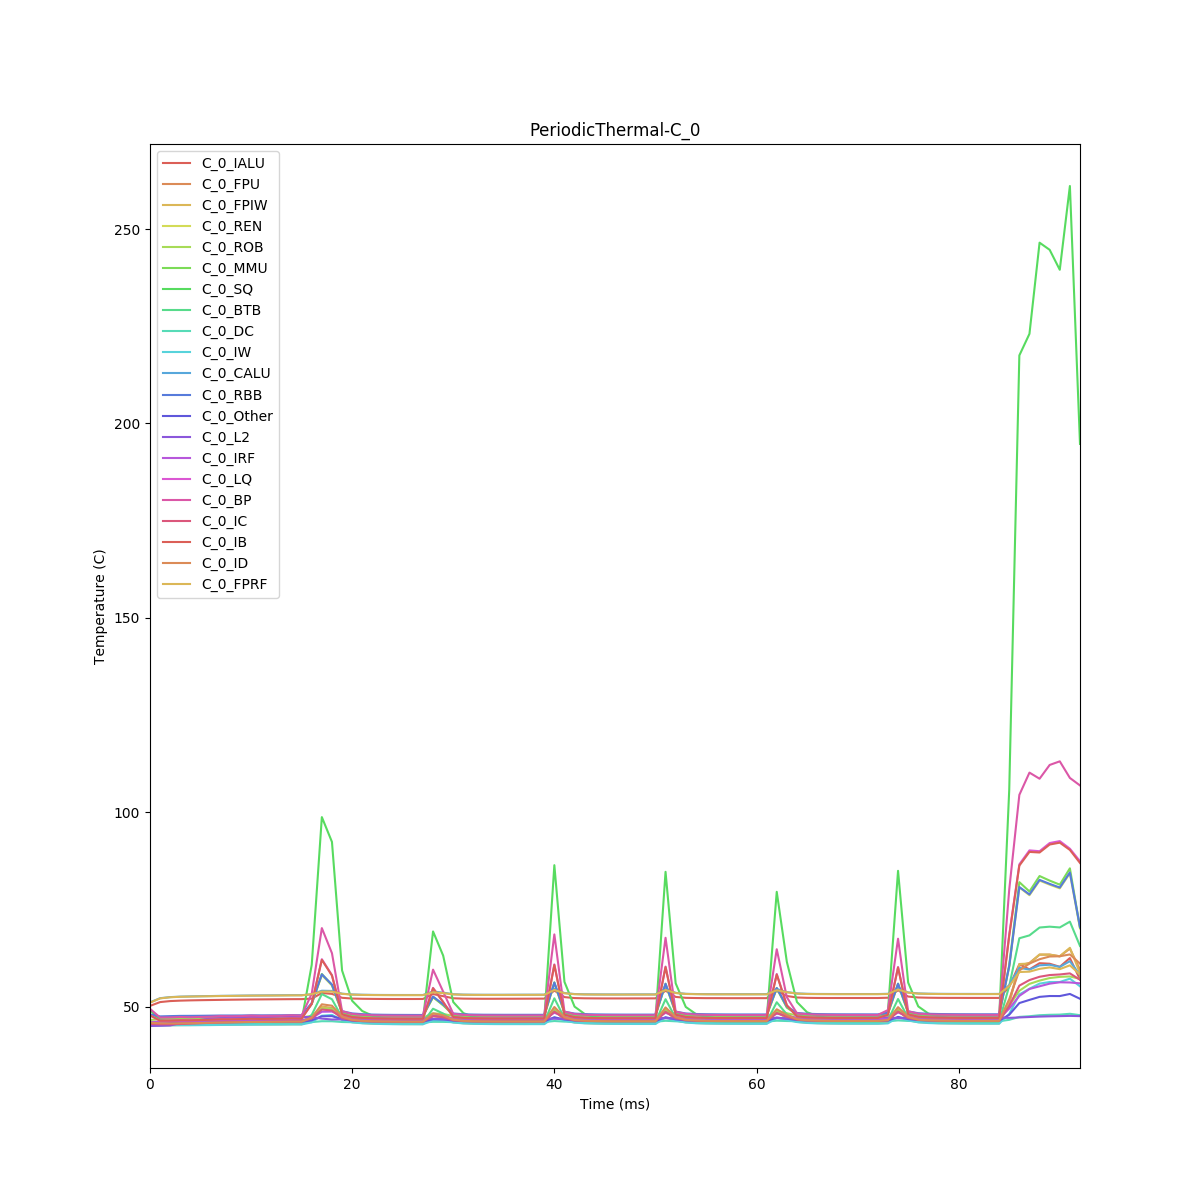 PeriodicThermal-C_0
C_0_IALU
C_0_FPU
C_0_FPIW
C_0_REN
C_0_ROB
C_0_MMU
C_0_SQ
C_0_BTB
C_0_DC
C_0_IW
C_0_CALU
C_0_RBB
C_0_Other
C_0_L2
C_0_IRF
C_0_LQ
C_0_BP
C_0_IC
C_0_IB
C_0_ID
C_0_FPRF
Temperature (C)
250
200
150
100
50
0 20 40 60 80
Time (ms)